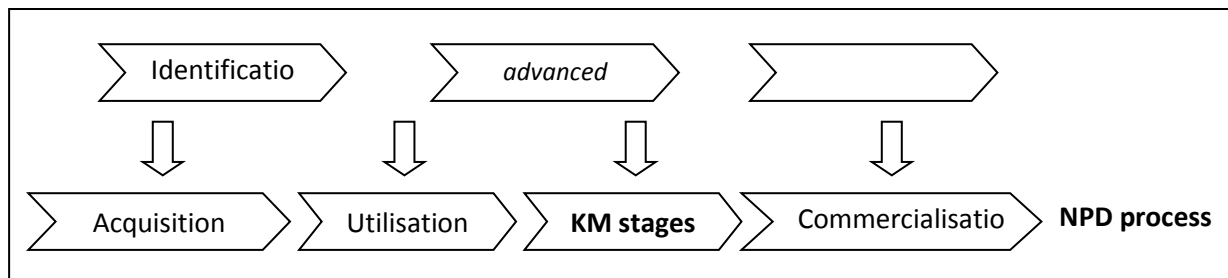 Identificatio
advanced
Acquisition
Utilisation
KM stages
Commercialisatio
NPD process